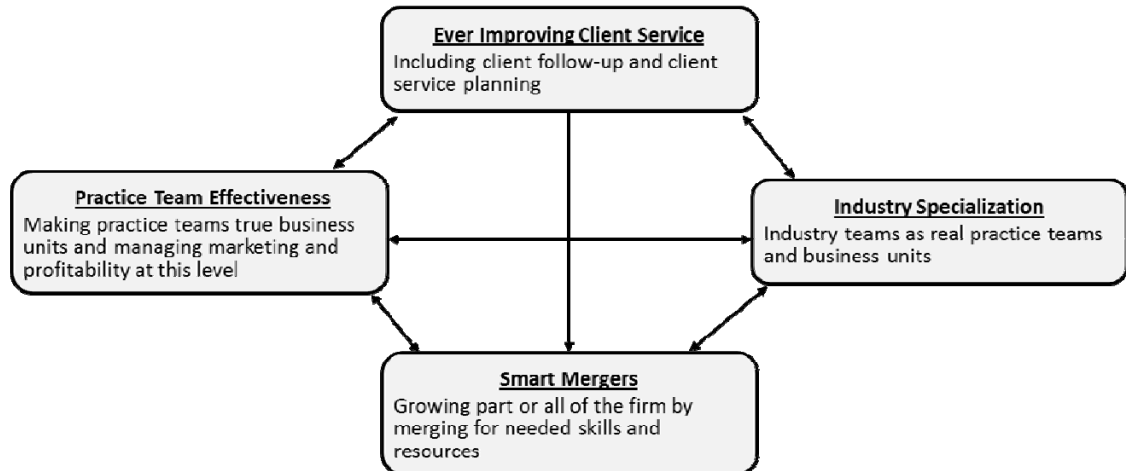 Ever Improving Client Service
Including client follow-up and client
service planning
Practice Team Effectiveness
Making practice teams true business
units and managing marketing and
profitability at this level
Industry Specialization
Industry teams as real practice teams
and business units
Smart Mergers
Growing part or all of the firm by
merging for needed skills and
resources